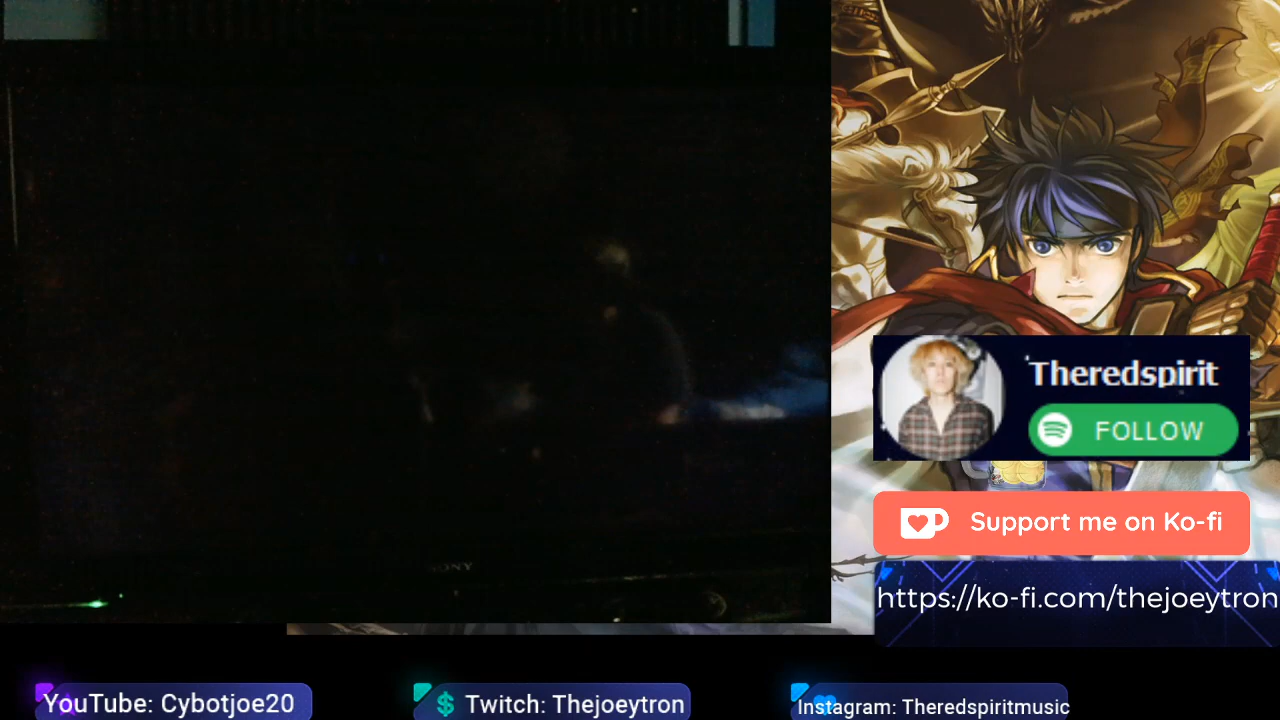 Theredspirit
FOLLOW
Support me on Ko-fi
https://ko-fi.com/thejoeytron
YouTube: Cybotjoe20
Twitch: Thejoeytron
Instagram: Theredspiritmusic